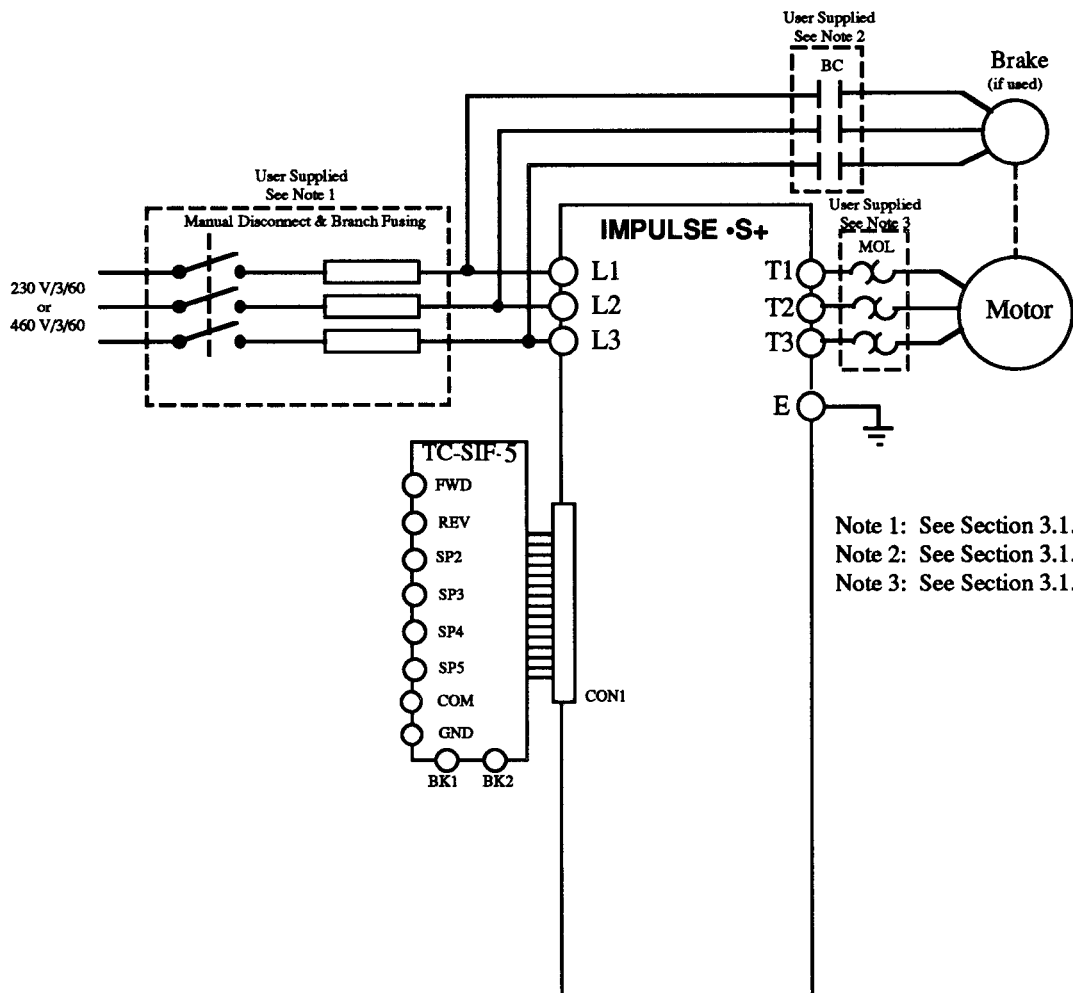 User Supplied
See Note 2
BC
Brake
(if used)
User Supplied
See Note 1
Manual Disconnect & Branch Fusing
User Supplied
See Note 3
MOL
IMPULSE •S+
230 V/3/60
or
460 V/3/60
L1
L2
L3
T1
T2
T3
Motor
E
TC-SIF-5
FWD
REV
SP2
SP3
SP4
SP5
COM
GND
BK1
BK2
CON1
Note 1: See Section 3.1.
Note 2: See Section 3.1.
Note 3: See Section 3.1.